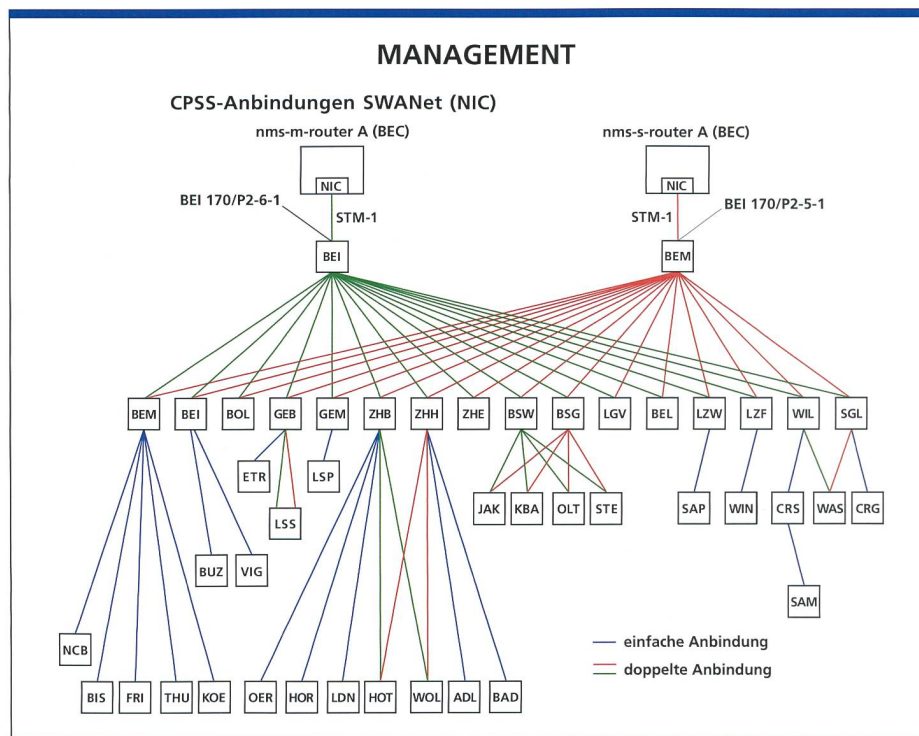 MANAGEMENT
CPSS-Anbindungen SWANet (NIC)
nms-m-router A (BEC)
nms-s-router A (BEC)
NIC
NIC
BEI 170/P2-6-1
STM-1
STM-1
BEI 170/P2-5-1
BEI
BEM
BEM BEI BOL GEB GEM ZHB ZHH ZHE BSW BSG LGV BEL LZW LZF WIL SGL
ETR LSP
LSS
JAK KBA OLT STE SAP WIN CRS WAS CRG
BUZ VIG
SAM
NCB
einfache Anbindung
doppelte Anbindung
BIS FRI THU KOE OER HOR LDN HOT WOL ADL BAD